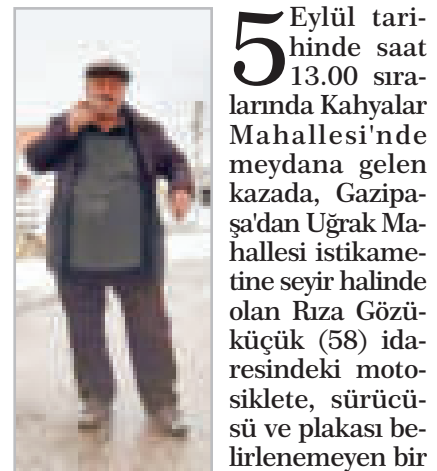 5 Eylül tari-
hinde saat
13.00 sıra-
larında Kahyalar
Mahallesi'nde
meydana gelen
kazada, Gazipa-
şa'dan Uğrak Ma-
hallesi istikame-
tine seyir halinde
olan Rıza Gözü-
küçük (58) ida-
resindeki moto-
siklete, sürücü-
sü ve plakası be-
lirlenemeyen bir